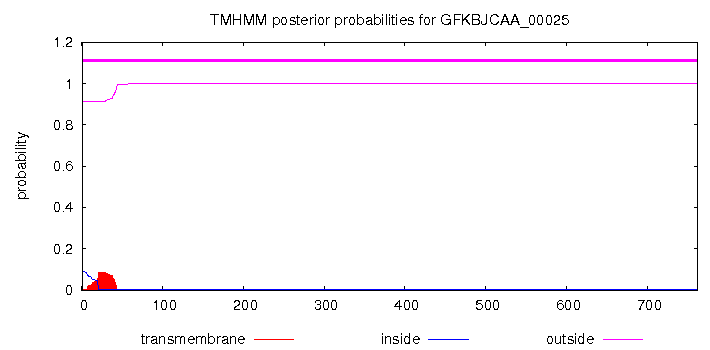 TMHMM posterior probabilities for GFKBJCAA_00025
1.2
1
0.8
0.6
0.4
0.2
0
probability
0 100 200 300 400 500 600 700
transmembrane inside outside